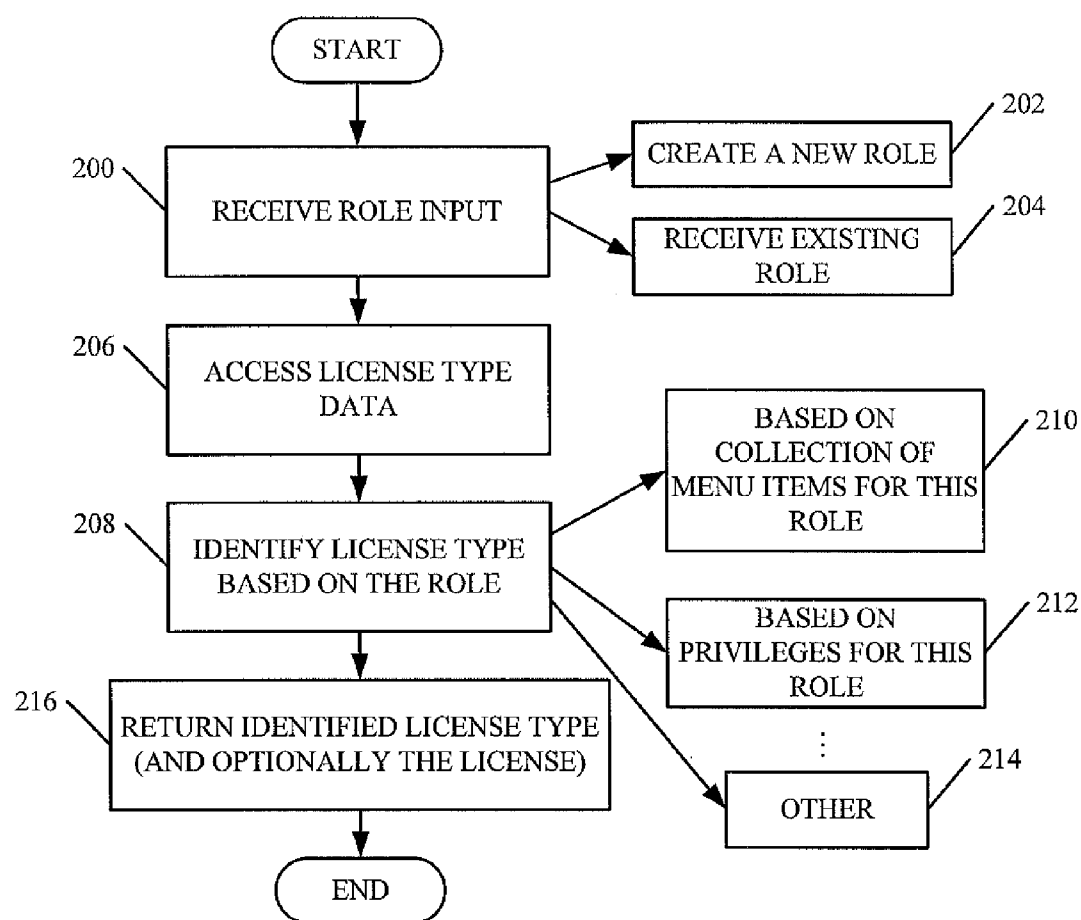 START
200
RECEIVE ROLE INPUT
CREATE A NEW ROLE
202
RECEIVE EXISTING
ROLE
204
206
ACCESS LICENSE TYPE
DATA
208
IDENTIFY LICENSE TYPE
BASED ON THE ROLE
BASED ON
COLLECTION OF
MENU ITEMS FOR THIS
ROLE
210
BASED ON
PRIVILEGES FOR THIS
ROLE
212
...
OTHER
214
216
RETURN IDENTIFIED LICENSE TYPE
(AND OPTIONALLY THE LICENSE)
END